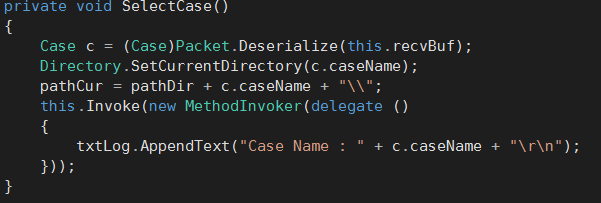 private void SelectCase()
{
    Case c = (Case)Packet.Deserialize(this.recvBuf);
    Directory.SetCurrentDirectory(c.caseName);
    pathCur = pathDir + c.caseName + "\\";
    this.Invoke(new MethodInvoker(delegate ()
    {
        txtLog.AppendText("Case Name : " + c.caseName + "\r\n");
    }));
}